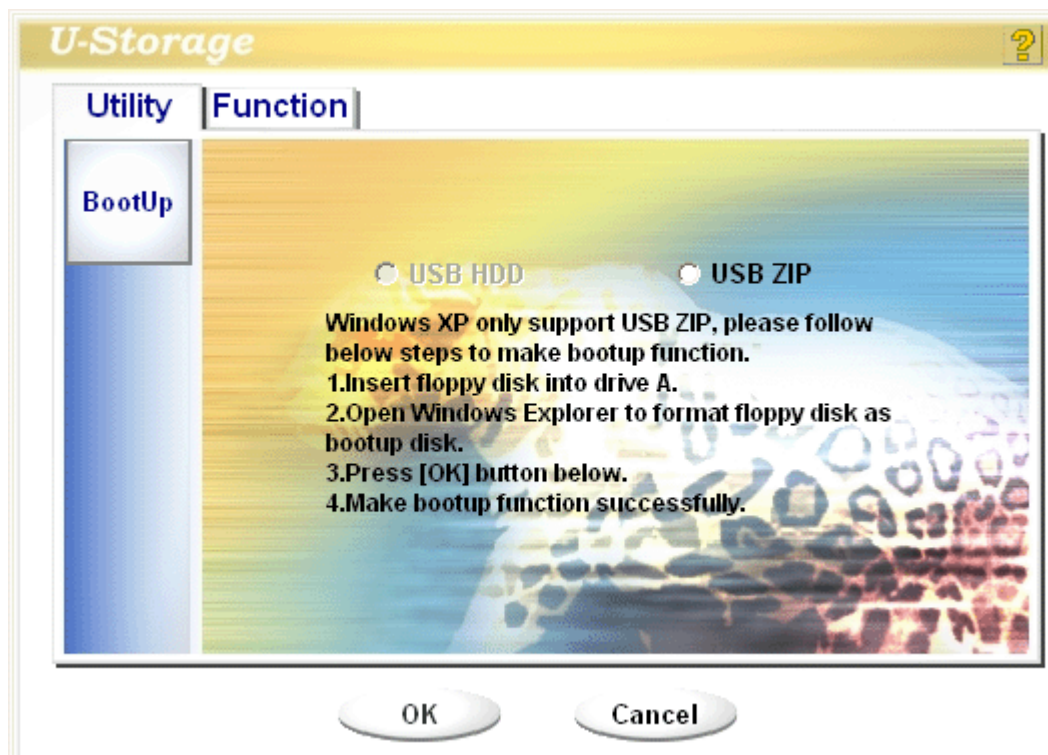 U-Storage
?
Utility
Function
BootUp
USB HDD
USB ZIP
Windows XP only support USB ZIP, please follow
below steps to make bootup function.
1.Insert floppy disk into drive A.
2.Open Windows Explorer to format floppy disk as
bootup disk.
3.Press [OK] button below.
4.Make bootup function successfully.
OK
Cancel